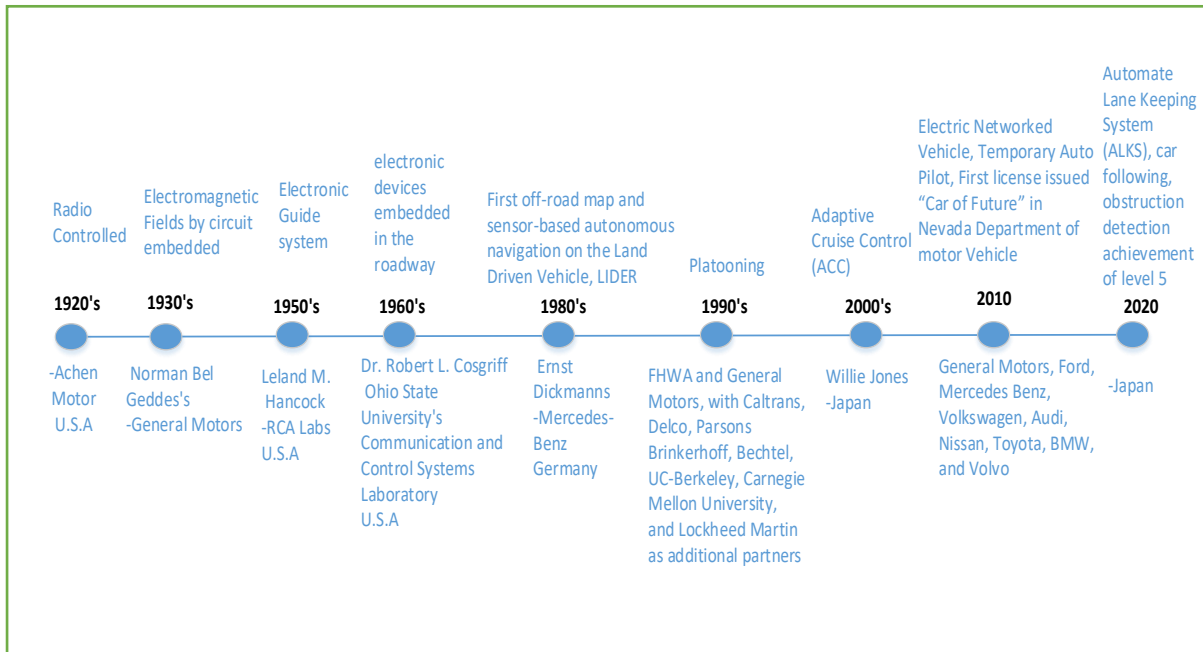 Radio
Controlled
Electromagnetic
Fields by circuit
embedded
Electronic
Guide
system
electronic
devices
embedded
in the
roadway
First off-road map and
sensor-based autonomous
navigation on the Land
Driven Vehicle, LIDER
Platooning
Adaptive
Cruise Control
(ACC)
Electric Networked
Vehicle, Temporary Auto
Pilot, First license issued
“Car of Future” in
Nevada Department of
motor Vehicle
Automate
Lane Keeping
System
(ALKS), car
following,
obstruction
detection
achievement
of level 5
1920's
1930's
1950's
1960's
1980's
1990's
2000's
2010
2020
-Achen
Motor
U.S.A
Norman Bel
Geddes's
-General Motors
Leland M.
Hancock
-RCA Labs
U.S.A
Dr. Robert L. Cosgriff
Ohio State
University's
Communication and
Control Systems
Laboratory
U.S.A
Ernst
Dickmanns
-Mercedes-
Benz
Germany
FHWA and General
Motors, with Caltrans,
Delco, Parsons
Brinkerhoff, Bechtel,
UC-Berkeley, Carnegie
Mellon University,
and Lockheed Martin
as additional partners
Willie Jones
-Japan
General Motors, Ford,
Mercedes Benz,
Volkswagen, Audi,
Nissan, Toyota, BMW,
and Volvo
-Japan